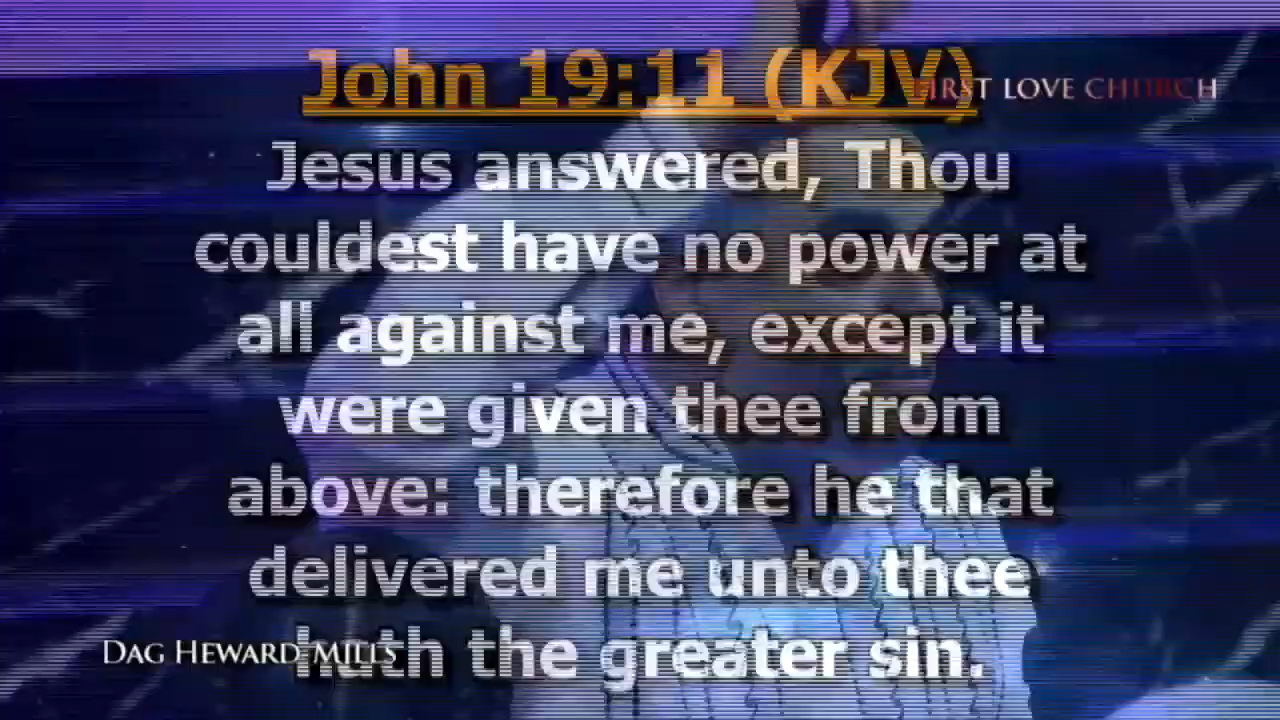 John 19:11 (KJV)
FIRST LOVE CHURCH
Jesus answered, Thou
couldest have no power at
all against me, except it
were given thee from
above: therefore he that
delivered me unto thee
hath the greater sin.
DAG HEWARD-MILLS